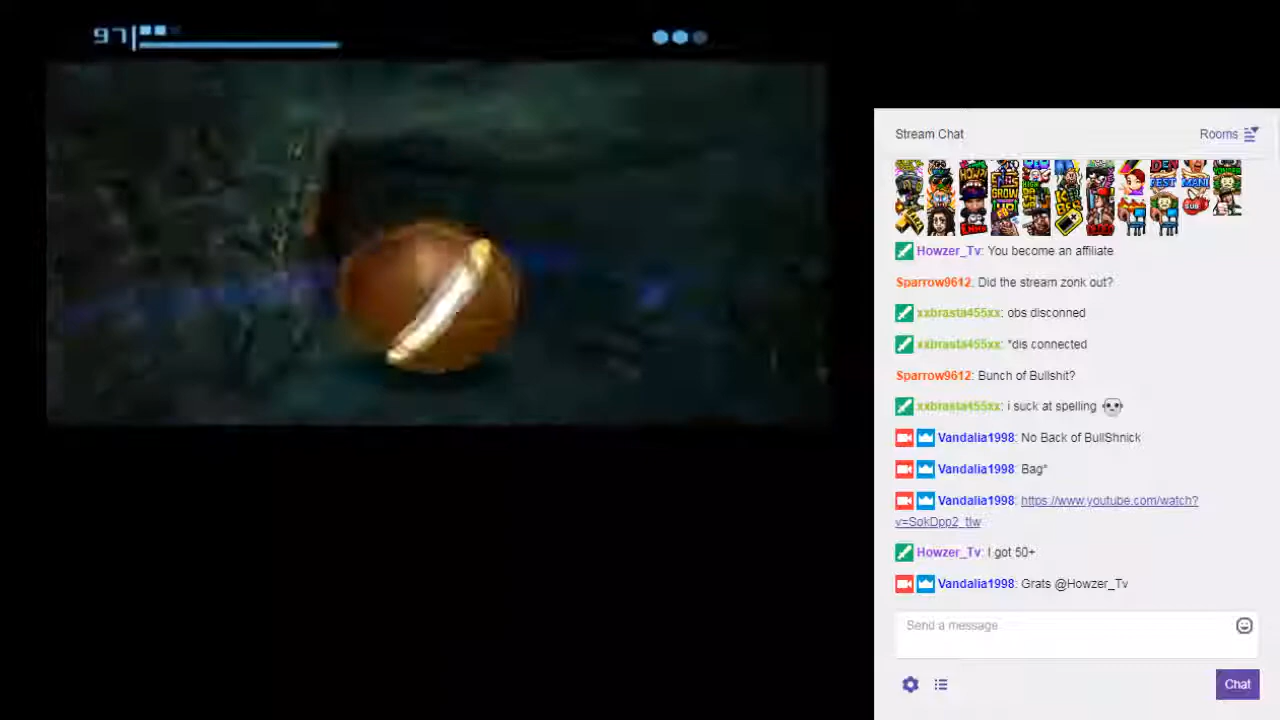 97
Stream Chat
Rooms
Howzer_Tv: You become an affiliate
Sparrow9612: Did the stream zonk out?
xxbrasta455xx: obs disconned
xxbrasta455xx: *dis connected
Sparrow9612: Bunch of Bullshit?
xxbrasta455xx: i suck at spelling
Vandalia1998: No Back of BullShnick
Vandalia1998: Bag*
Vandalia1998: https://www.youtube.com/watch?
v=SokDpp2_tIw
Howzer_Tv: I got 50+
Vandalia1998: Grats @Howzer_Tv
Send a message
Chat